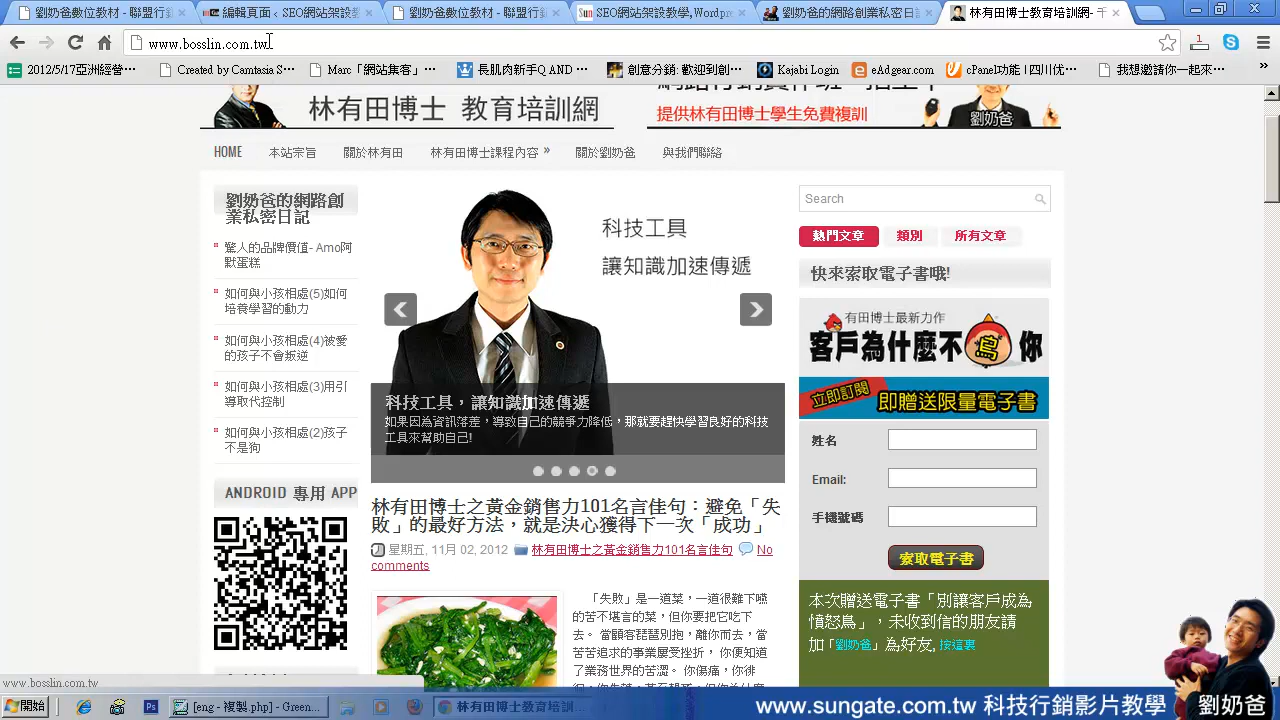 劉奶爸數位教材 - 聯盟行
編輯頁面 ‹ SEO網站架設教
劉奶爸數位教材 - 聯盟行
SEO網站架設教學, Wordpr
劉奶爸的網路創業私密日
林有田博士教育培訓網- 千
www.bosslin.com.tw
2012/5/17亞洲經營…
Created by Camtasia S…
Marc「網站集客」…
長肌內新手Q AND …
創意分銷: 歡迎到創…
Kajabi Login
eAdgear.com
cPanel功能 | 四川优…
我想邀請你一起來…
»
林有田博士 教育培訓網
提供林有田博士學生免費複訓
劉奶爸
HOME
本站宗旨
關於林有田
林有田博士課程內容 »
關於劉奶爸
與我們聯絡
劉奶爸的網路創
業私密日記
驚人的品牌價值- Amo阿
默蛋糕
如何與小孩相處(5)如何
培養學習的動力
如何與小孩相處(4)被愛
的孩子不會叛逆
如何與小孩相處(3)用引
導取代控制
如何與小孩相處(2)孩子
不是狗
ANDROID 專用 APP
科技工具
讓知識加速傳遞
科技工具，讓知識加速傳遞
如果因為資訊落差，導致自己的競爭力降低，那就要趕快學習良好的科技
工具來幫助自己!
林有田博士之黃金銷售力101名言佳句：避免「失
敗」的最好方法，就是決心獲得下一次「成功」
星期五, 11月 02, 2012 林有田博士之黃金銷售力101名言佳句 No
comments
「失敗」是一道菜，一道很難下嚥
的苦不堪言的菜，但你要把它吃下
去。 當顧客琵琶別抱，離你而去，當
苦苦追求的事業屢受挫折， 你便知道
了業務世界的苦澀。 你傷痛，你徘
Search
熱門文章
類別
所有文章
快來索取電子書哦!
有田博士最新力作
客戶為什麼不鳥你
立即訂閱
即贈送限量電子書
姓名
Email:
手機號碼
索取電子書
本次贈送電子書「別讓客戶成為
憤怒鳥」，未收到信的朋友請
加「劉奶爸」為好友, 按這裏
www.bosslin.com.tw
開始
[eng - 複製.php] - Green…
林有田博士教育培訓…
www.sungate.com.tw 科技行銷影片教學
劉奶爸